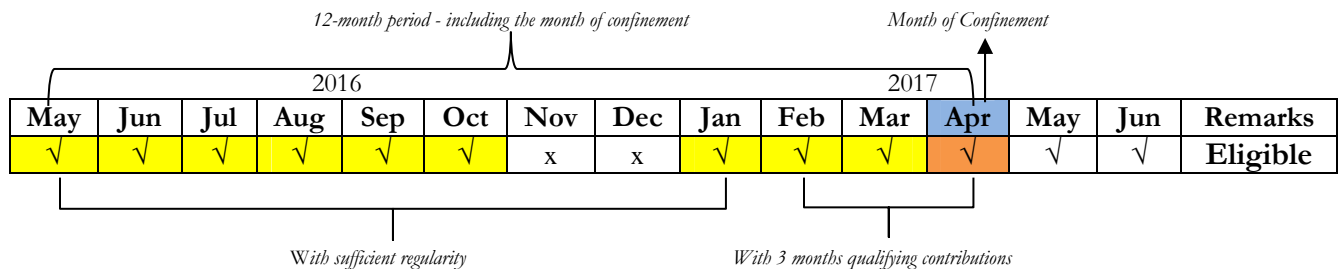 12-month period - including the month of confinement Month of Confinement
2016 2017
May Jun Jul Aug Sep Oct Nov Dec Jan Feb Mar Apr May Jun Remarks
√ √ √ √ √ √ x x √ √ √ √ √ √ Eligible
With sufficient regularity With 3 months qualifying contributions